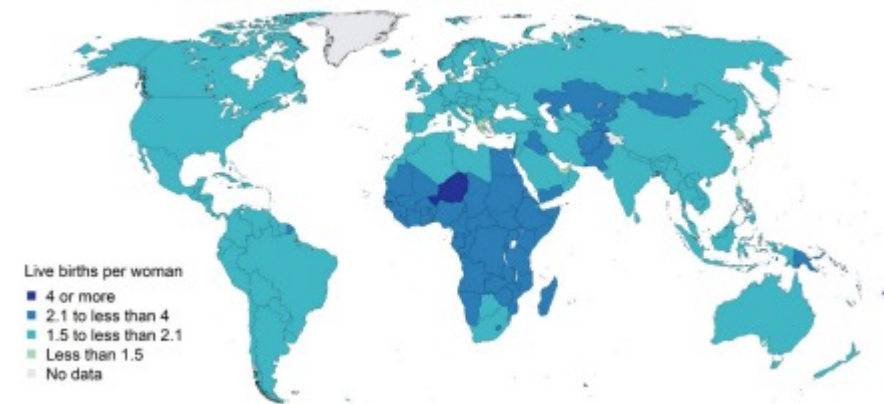 Live births per woman
4 or more
2.1 to less than 4
1.5 to less than 2.1
Less than 1.5
No data